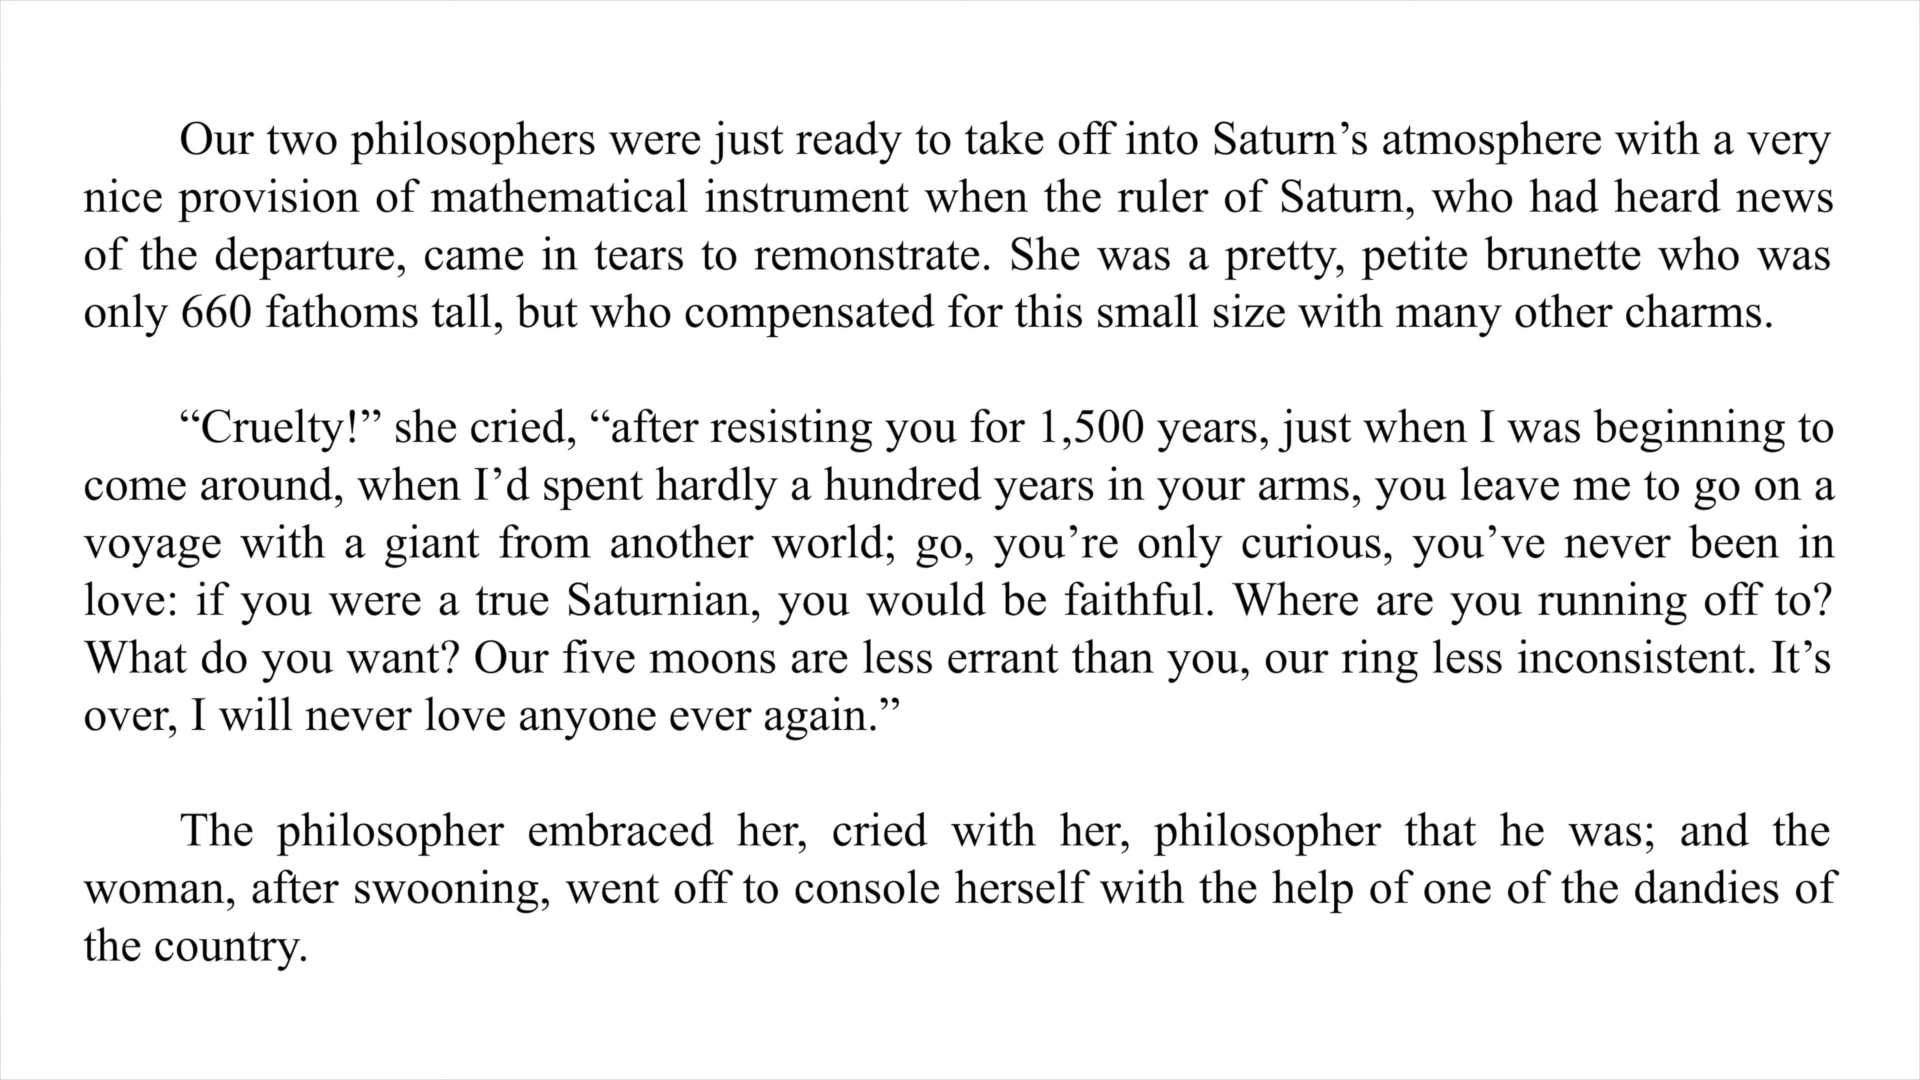 Our two philosophers were just ready to take off into Saturn’s atmosphere with a very
nice provision of mathematical instrument when the ruler of Saturn, who had heard news
of the departure, came in tears to remonstrate. She was a pretty, petite brunette who was
only 660 fathoms tall, but who compensated for this small size with many other charms.
“Cruelty!” she cried, “after resisting you for 1,500 years, just when I was beginning to
come around, when I’d spent hardly a hundred years in your arms, you leave me to go on a
voyage with a giant from another world; go, you’re only curious, you’ve never been in
love: if you were a true Saturnian, you would be faithful. Where are you running off to?
What do you want? Our five moons are less errant than you, our ring less inconsistent. It’s
over, I will never love anyone ever again.”
The philosopher embraced her, cried with her, philosopher that he was; and the
woman, after swooning, went off to console herself with the help of one of the dandies of
the country.